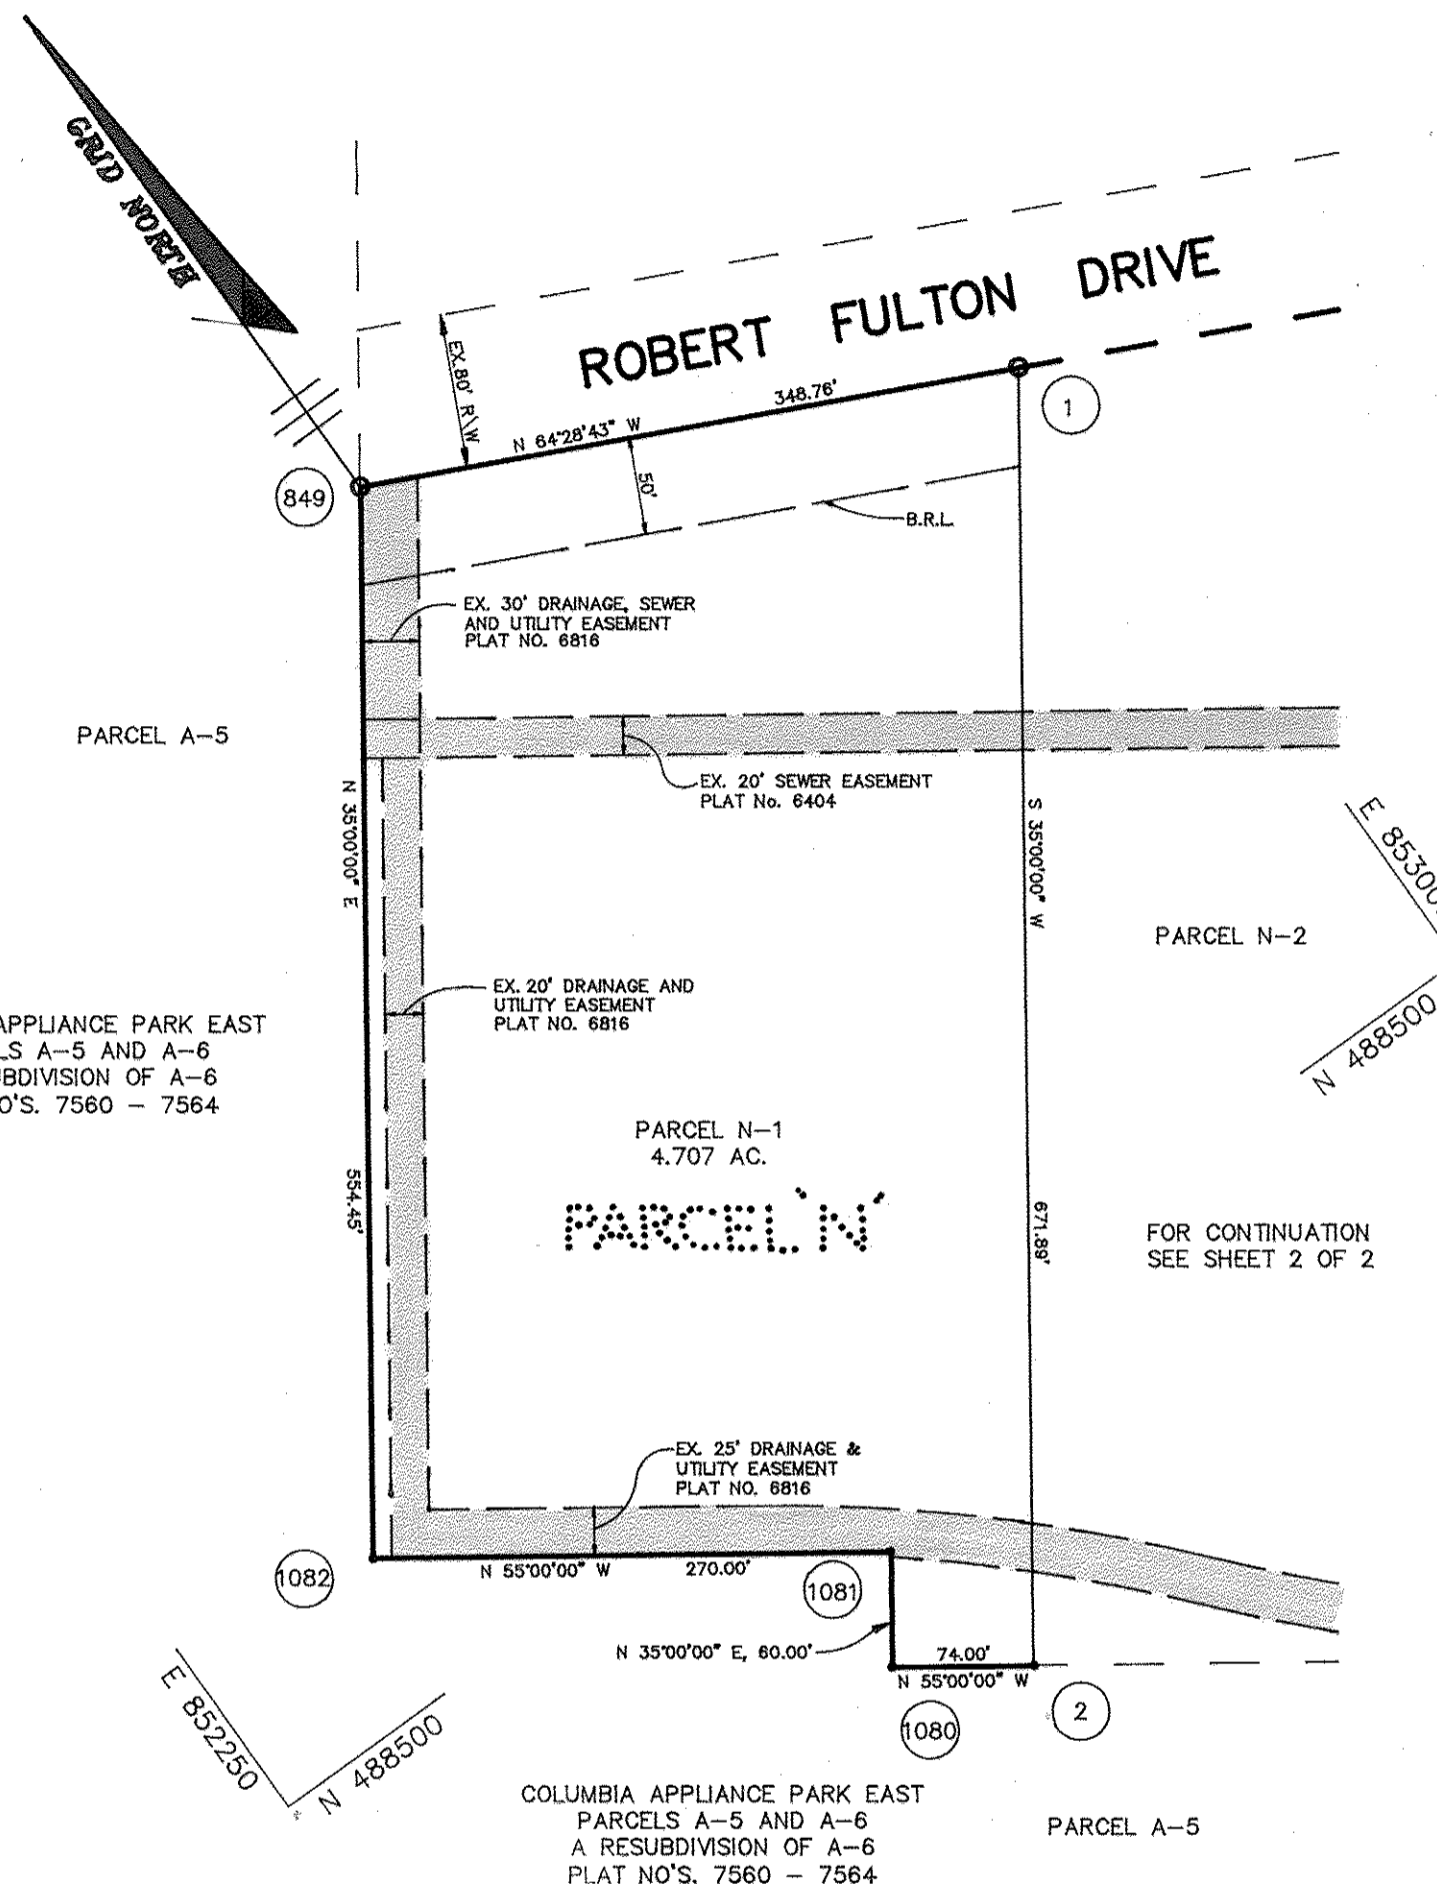 GRID NORTH
ROBERT FULTON DRIVE
EX. 80' R\W
N 64°28'43" W
348.76'
1
849
50'
B.R.L.
EX. 30' DRAINAGE, SEWER
AND UTILITY EASEMENT
PLAT NO. 6816
PARCEL A-5
EX. 20' SEWER EASEMENT
PLAT No. 6404
N 35°00'00" E
S 35°00'00" W
PARCEL N-2
N 488500
EX. 20' DRAINAGE AND
UTILITY EASEMENT
PLAT NO. 6816
APPLIANCE PARK EAST
LS A-5 AND A-6
UBDIVISION OF A-6
O'S. 7560 - 7564
PARCEL N-1
4.707 AC.
PARCEL 'N'
554.45'
671.89'
FOR CONTINUATION
SEE SHEET 2 OF 2
EX. 25' DRAINAGE &
UTILITY EASEMENT
PLAT NO. 6816
1082
N 55°00'00" W
270.00'
1081
N 35°00'00" E, 60.00'
74.00'
N 55°00'00" W
1080
2
E 852250
N 488500
COLUMBIA APPLIANCE PARK EAST
PARCELS A-5 AND A-6
A RESUBDIVISION OF A-6
PLAT NO'S. 7560 - 7564
PARCEL A-5